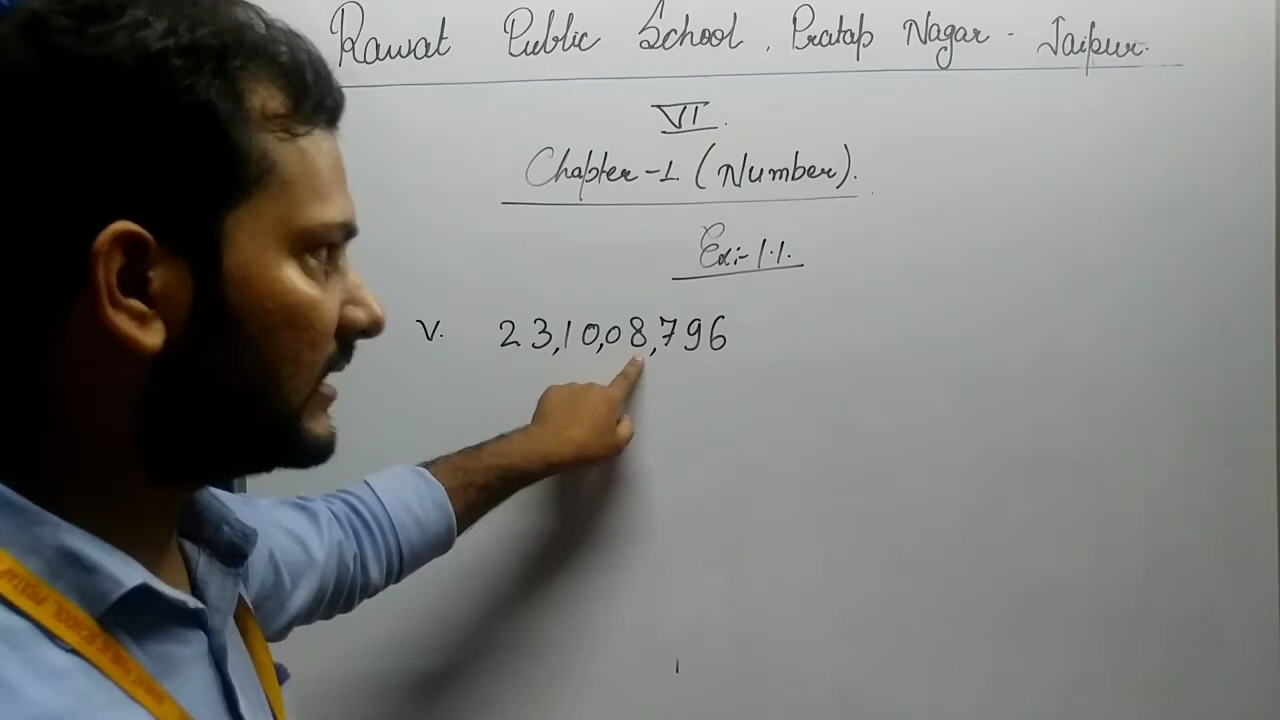 Rawat Public School, Pratap Nagar - Jaipur.
VI.
Chapter-1 (Number).
Ex:- 1.1.
V. 23,10,08,796